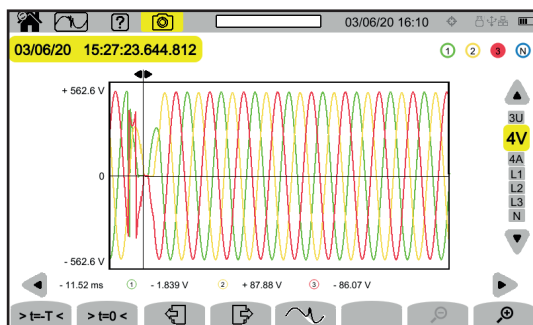 ? 03/06/20 16:10
03/06/20 15:27:23.644.812
1 2 3 N
+ 562.6 V
0
- 562.6 V
3U
4V
4A
L1
L2
L3
N
- 11.52 ms 1 - 1.839 V 2 + 87.88 V 3 - 86.07 V
> t=-T < > t=0 <